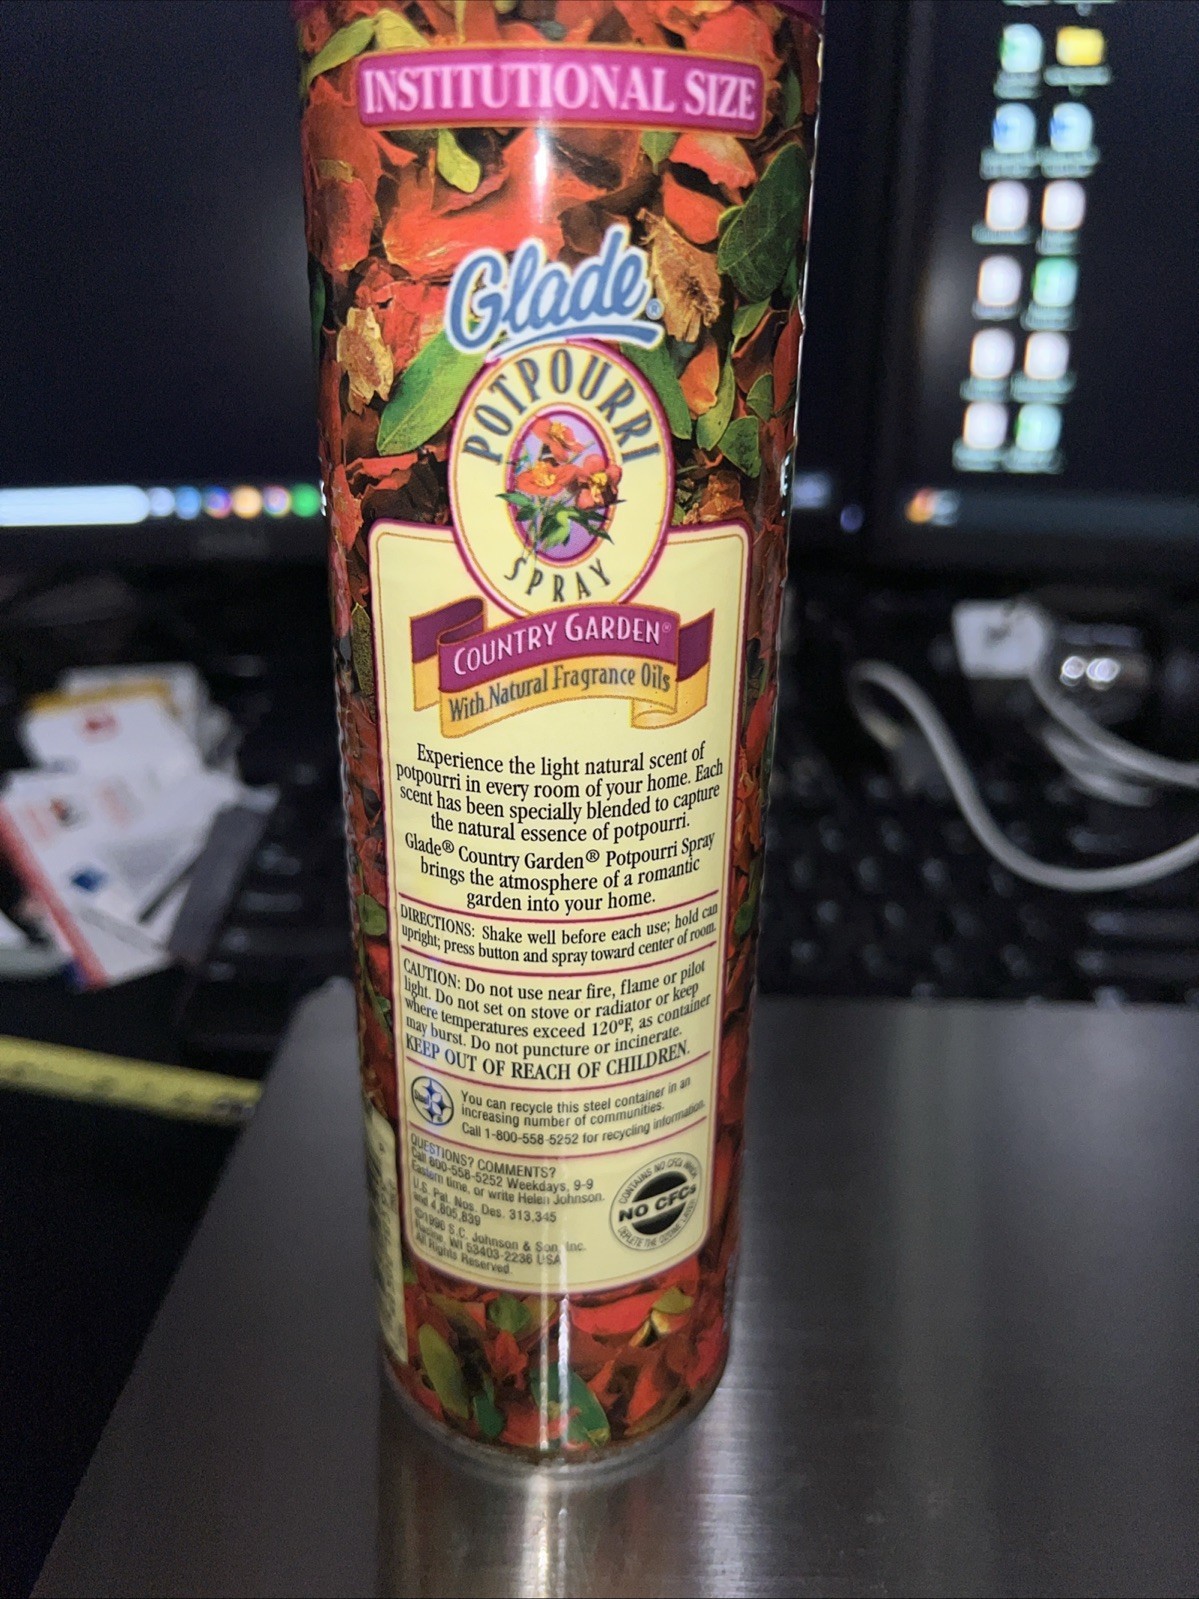 INSTITUTIONAL SIZE
Glade®
POTPOURRI
SPRAY
COUNTRY GARDEN®
With Natural Fragrance Oils
Experience the light natural scent of
potpourri in every room of your home. Each
scent has been specially blended to capture
the natural essence of potpourri.
Glade® Country Garden® Potpourri Spray
brings the atmosphere of a romantic
garden into your home.
DIRECTIONS: Shake well before each use; hold can
upright; press button and spray toward center of room.
CAUTION: Do not use near fire, flame or pilot
light. Do not set on stove or radiator or keep
where temperatures exceed 120°F, as container
may burst. Do not puncture or incinerate.
KEEP OUT OF REACH OF CHILDREN.
You can recycle this steel container in an
increasing number of communities.
Call 1-800-558-5252 for recycling information.
QUESTIONS? COMMENTS?
Call 800-558-5252 Weekdays, 9-9
Eastern time, or write Helen Johnson.
U.S. Pat. Nos. Des. 313,345
and 4,805,839
©1996 S.C. Johnson & Son, Inc.
Racine, WI 53403-2236 USA
All Rights Reserved.
CONTAINS NO CFCs WHICH
NO CFCs
DEPLETE THE OZONE LAYER